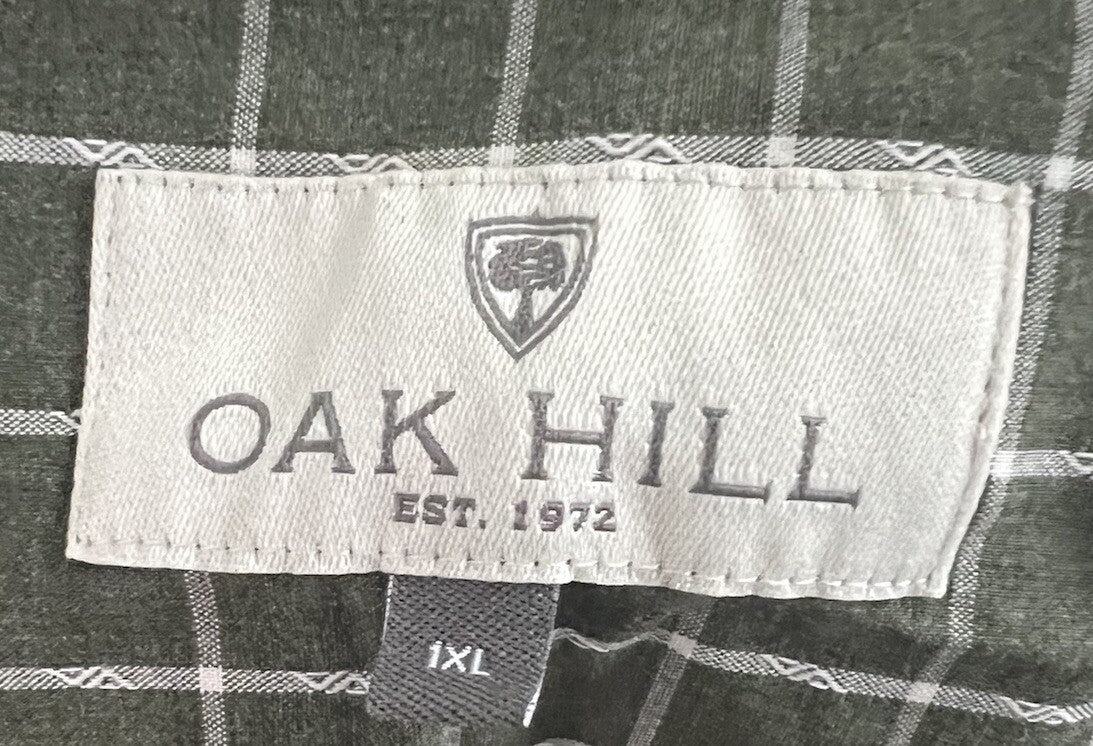 OAK HILL
EST. 1972
1XL